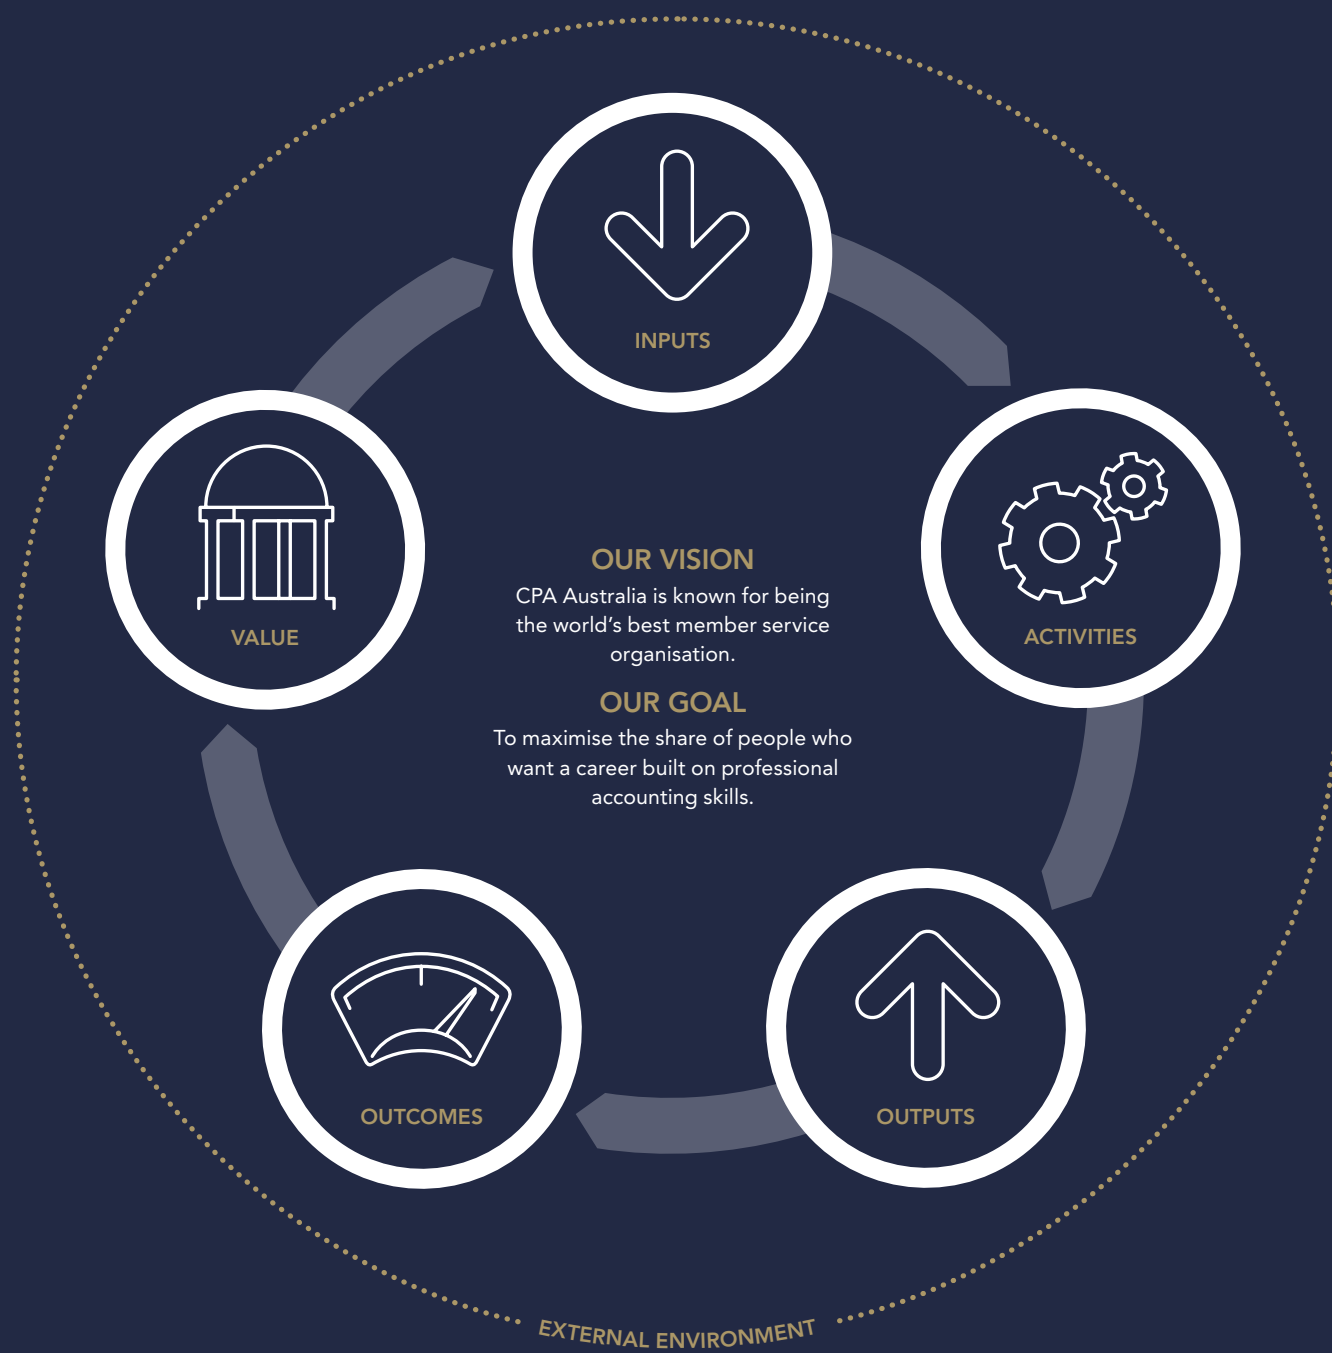 INPUTS
VALUE
ACTIVITIES
OUR VISION
CPA Australia is known for being
the world's best member service
organisation.
OUR GOAL
To maximise the share of people who
want a career built on professional
accounting skills.
OUTCOMES
OUTPUTS
EXTERNAL ENVIRONMENT